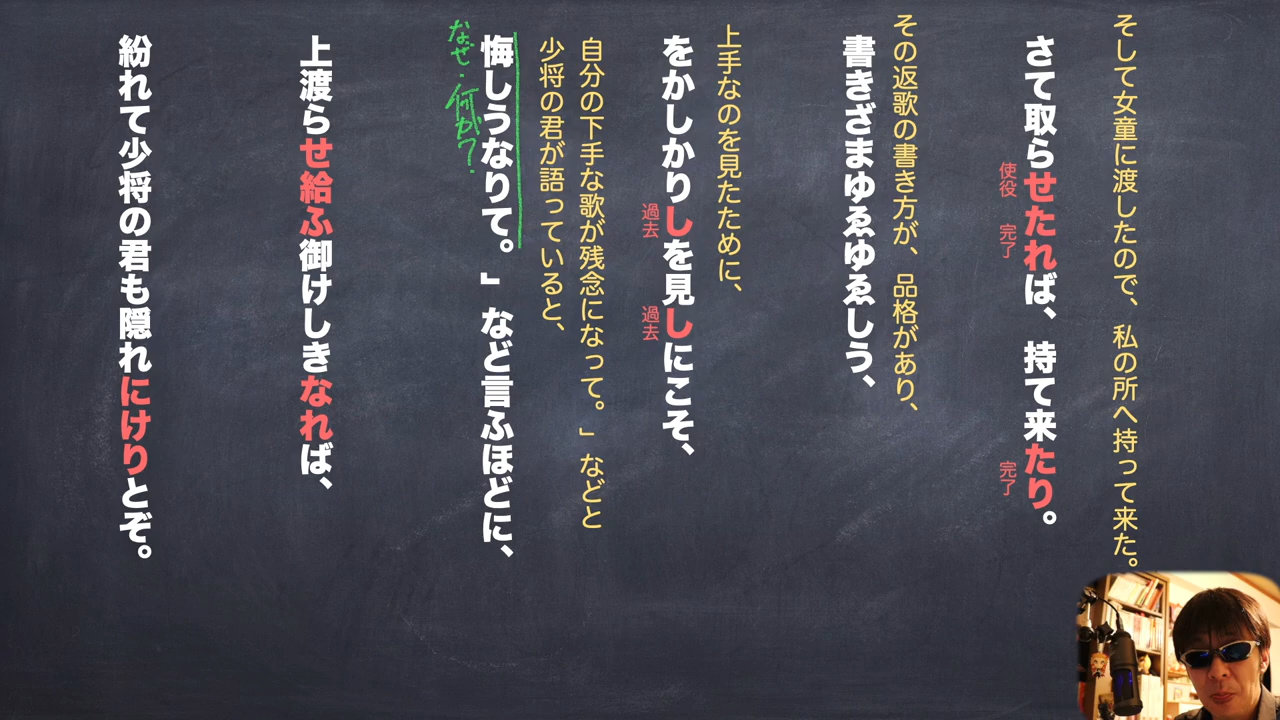 そして女童に渡したので、私の所へ持って来た。
さて取らせたれば、持て来たり。
使役 完了 完了
その返歌の書き方が、品格があり、
書きざまゆゑゆゑしう、
上手なのを見たために、
をかしかりしを見しにこそ、
過去 過去
自分の下手な歌が残念になって。」などと
少将の君が語っていると、
悔しうなりて。」など言ふほどに、
なぜ・何が?
上渡らせ給ふ御けしきなれば、
紛れて少将の君も隠れにけりとぞ。